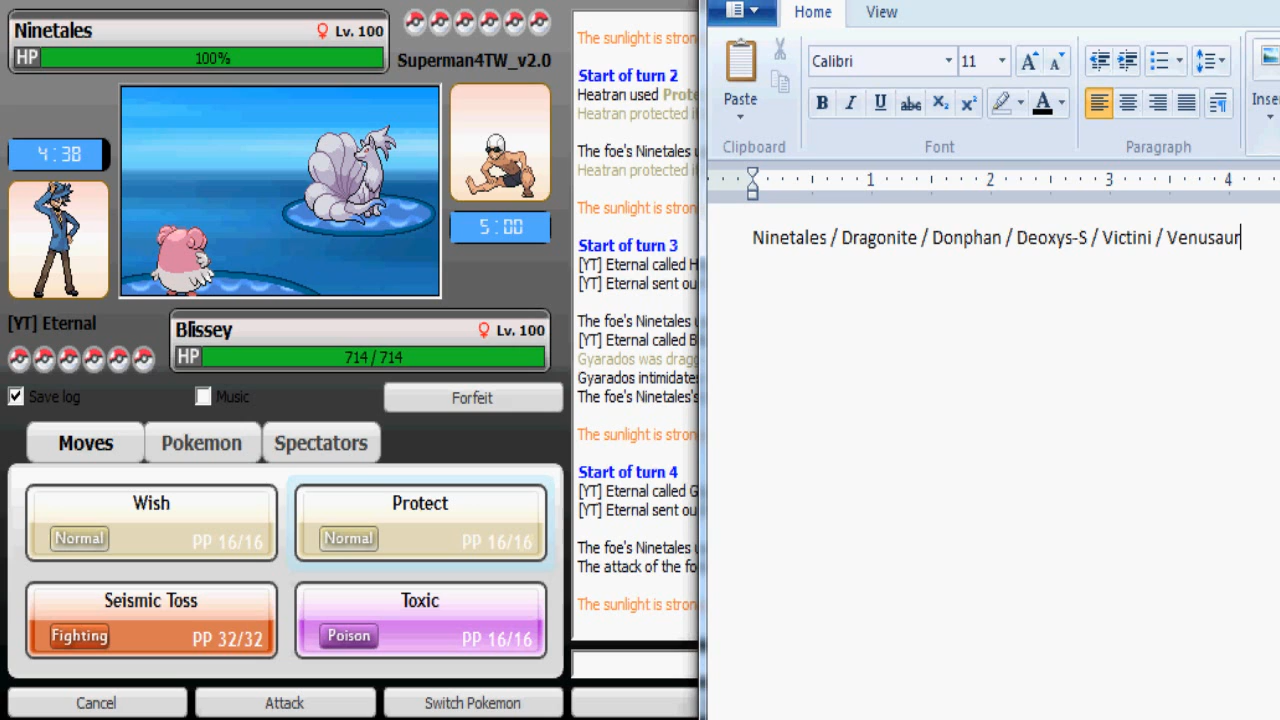 Ninetales ♀ Lv. 100
HP 100%
Superman4TW_v2.0
4:38
5:00
[YT] Eternal
Blissey ♀ Lv. 100
HP 714 / 714
Save log
Music
Forfeit
Moves
Pokemon
Spectators
Wish
Normal PP 16/16
Protect
Normal PP 16/16
Seismic Toss
Fighting PP 32/32
Toxic
Poison PP 16/16
Cancel
Attack
Switch Pokemon
The sunlight is stron
Start of turn 2
Heatran used Prote
Heatran protected i
The foe's Ninetales
Heatran protected i
The sunlight is stron
Start of turn 3
[YT] Eternal called H
[YT] Eternal sent ou
The foe's Ninetales
[YT] Eternal called B
Gyarados was dragg
Gyarados intimidate
The foe's Ninetales's
The sunlight is stron
Start of turn 4
[YT] Eternal called G
[YT] Eternal sent ou
The foe's Ninetales
The attack of the fo
The sunlight is stron
Home
View
Paste
Clipboard
Calibri
11
Font
Paragraph
Inser
1 2 3 4
Ninetales / Dragonite / Donphan / Deoxys-S / Victini / Venusaur